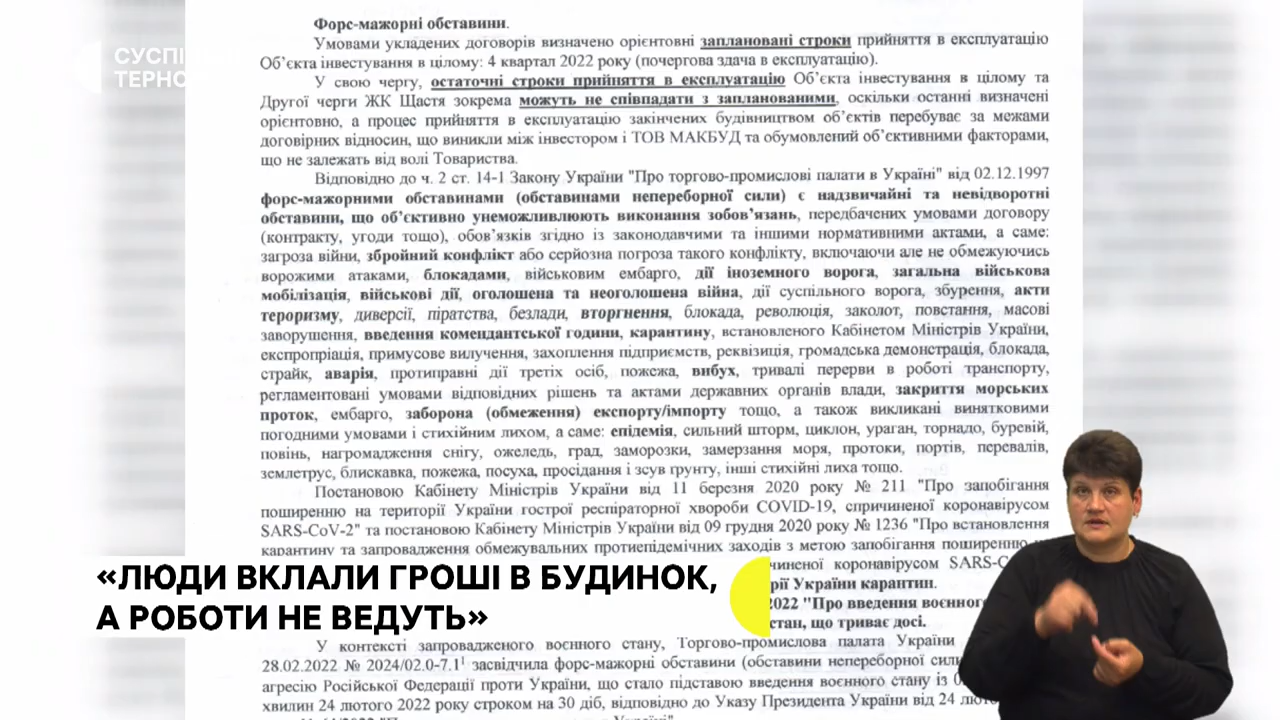 СУСПІЛ
ТЕРНО
Форс-мажорні обставини.
Умовами укладених договорів визначено орієнтовні заплановані строки прийняття в експлуатацію
Об’єкта інвестування в цілому: 4 квартал 2022 року (почергова здача в експлуатацію).
У свою чергу, остаточні строки прийняття в експлуатацію Об’єкта інвестування в цілому та
Другої черги ЖК Щастя зокрема можуть не співпадати з запланованими, оскільки останні визначені
орієнтовно, а процес прийняття в експлуатацію закінчених будівництвом об’єктів перебуває за межами
договірних відносин, що виникли між інвестором і ТОВ МАКБУД та обумовлений об’єктивними факторами,
що не залежать від волі Товариства.
Відповідно до ч. 2 ст. 14-1 Закону України "Про торгово-промислові палати в Україні" від 02.12.1997
форс-мажорними обставинами (обставинами непереборної сили) є надзвичайні та невідворотні
обставини, що об’єктивно унеможливлюють виконання зобов’язань, передбачених умовами договору
(контракту, угоди тощо), обов’язків згідно із законодавчими та іншими нормативними актами, а саме:
загроза війни, збройний конфлікт або серйозна погроза такого конфлікту, включаючи але не обмежуючись
ворожими атаками, блокадами, військовим ембарго, дії іноземного ворога, загальна військова
мобілізація, військові дії, оголошена та неоголошена війна, дії суспільного ворога, збурення, акти
тероризму, диверсії, піратства, безлади, вторгнення, блокада, революція, заколот, повстання, масові
заворушення, введення комендантської години, карантину, встановленого Кабінетом Міністрів України,
експропріація, примусове вилучення, захоплення підприємств, реквізиція, громадська демонстрація, блокада,
страйк, аварія, протиправні дії третіх осіб, пожежа, вибух, тривалі перерви в роботі транспорту,
регламентовані умовами відповідних рішень та актами державних органів влади, закриття морських
проток, ембарго, заборона (обмеження) експорту/імпорту тощо, а також викликані винятковими
погодними умовами і стихійним лихом, а саме: епідемія, сильний шторм, циклон, ураган, торнадо, буревій,
повінь, нагромадження снігу, ожеледь, град, заморозки, замерзання моря, протоки, портів, перевалів,
землетрус, блискавка, пожежа, посуха, просідання і зсув ґрунту, інші стихійні лиха тощо.
Постановою Кабінету Міністрів України від 11 березня 2020 року № 211 "Про запобігання
поширенню на території України гострої респіраторної хвороби COVID-19, спричиненої коронавірусом
SARS-CoV-2" та постановою Кабінету Міністрів України від 09 грудня 2020 року № 1236 "Про встановлення
карантину та запровадження обмежувальних протиепідемічних заходів з метою запобігання поширенню
чиненої коронавірусом SARS-C
рії України карантин.
2022 "Про введення воєнного
стан, що триває досі.
«ЛЮДИ ВКЛАЛИ ГРОШІ В БУДИНОК,
А РОБОТИ НЕ ВЕДУТЬ»
У контексті запровадженого воєнного стану, Торгово-промислова палата України
28.02.2022 № 2024/02.0-7.1 засвідчила форс-мажорні обставини (обставини непереборної сили
агресію Російської Федерації проти України, що стало підставою введення воєнного стану із 0
хвилин 24 лютого 2022 року строком на 30 діб, відповідно до Указу Президента України від 24 лютог